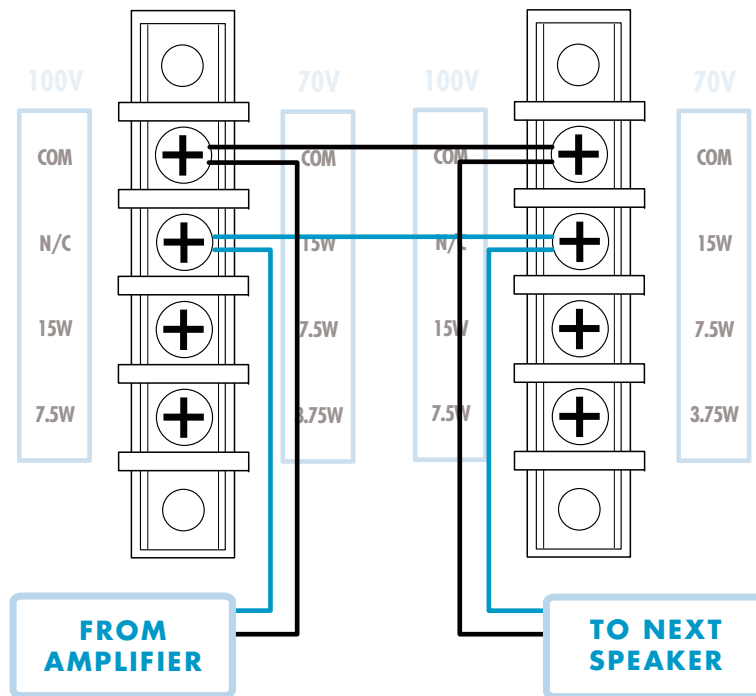 100V
70V
100V
70V
COM
COM
COM
COM
N/C
15W
N/C
15W
15W
7.5W
15W
7.5W
7.5W
3.75W
7.5W
3.75W
FROM
AMPLIFIER
TO NEXT
SPEAKER